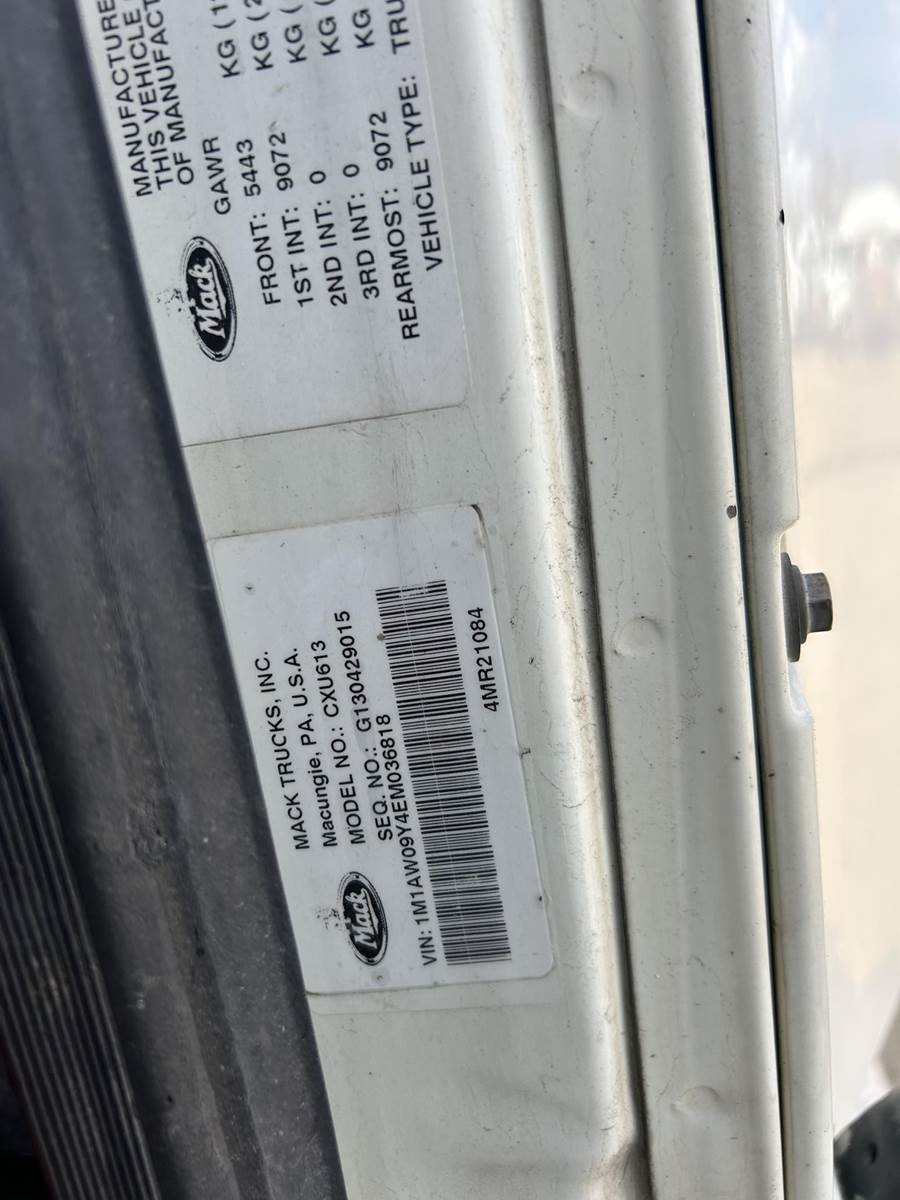 MANUFACTURE
THIS VEHICLE
OF MANUFACT
Mack
GAWR KG
FRONT: 5443 KG
1ST INT: 9072 KG
2ND INT: 0 KG
3RD INT: 0 KG
REARMOST: 9072
VEHICLE TYPE: TRU
MACK TRUCKS, INC.
Macungie, PA, U.S.A.
MODEL NO.: CXU613
SEQ. NO.: G130429015
Mack
VIN: 1M1AW09Y4EM036818
4MR21084